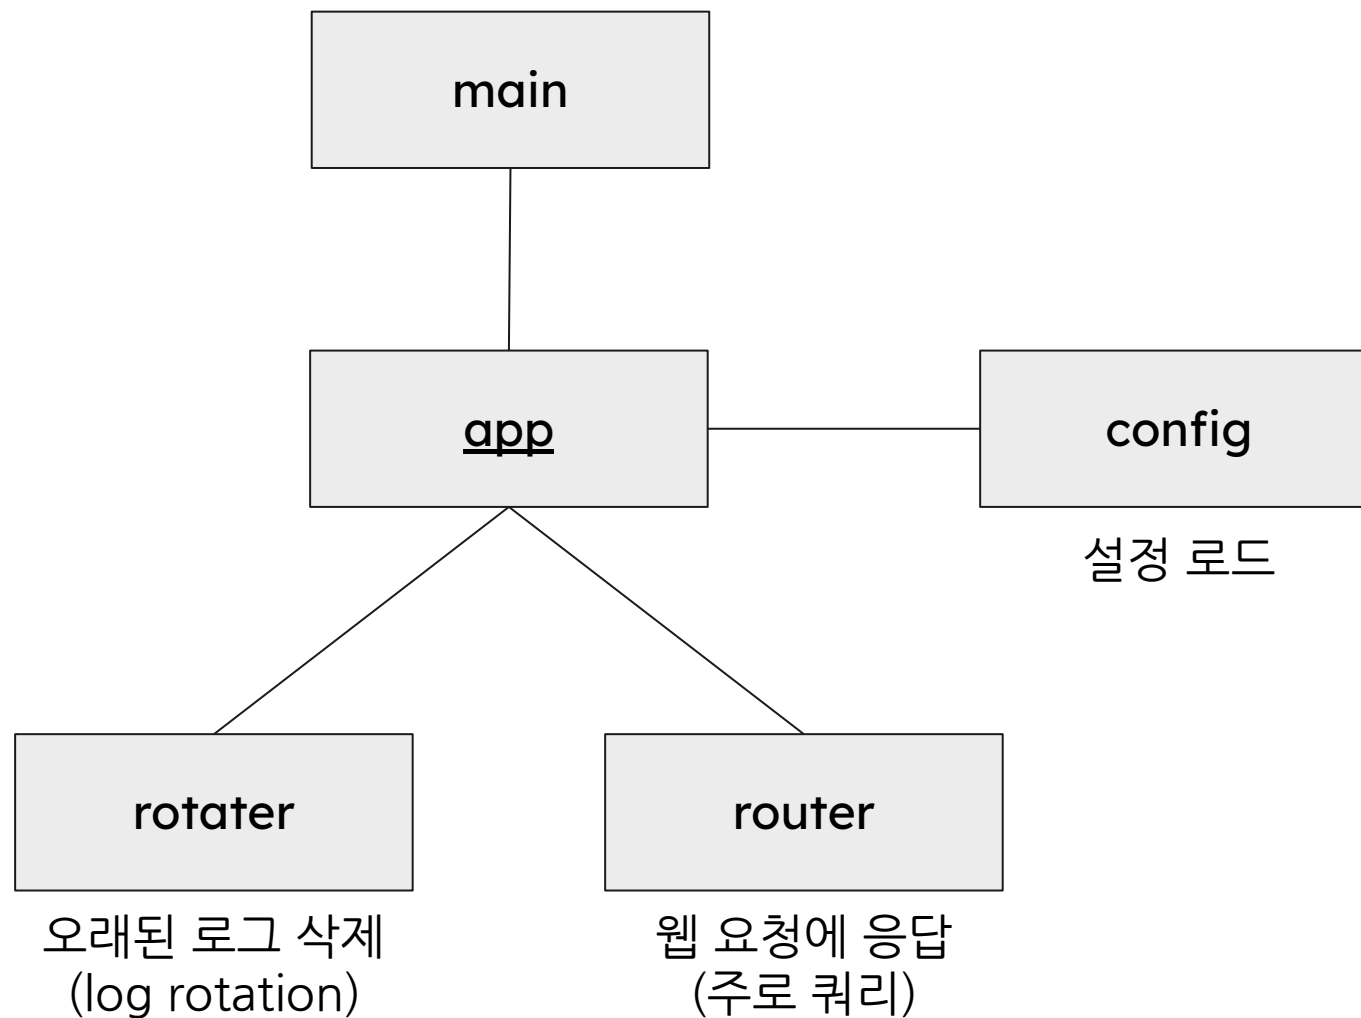 main
app
config
설정 로드
rotater
router
오래된 로그 삭제
(log rotation)
웹 요청에 응답
(주로 쿼리)